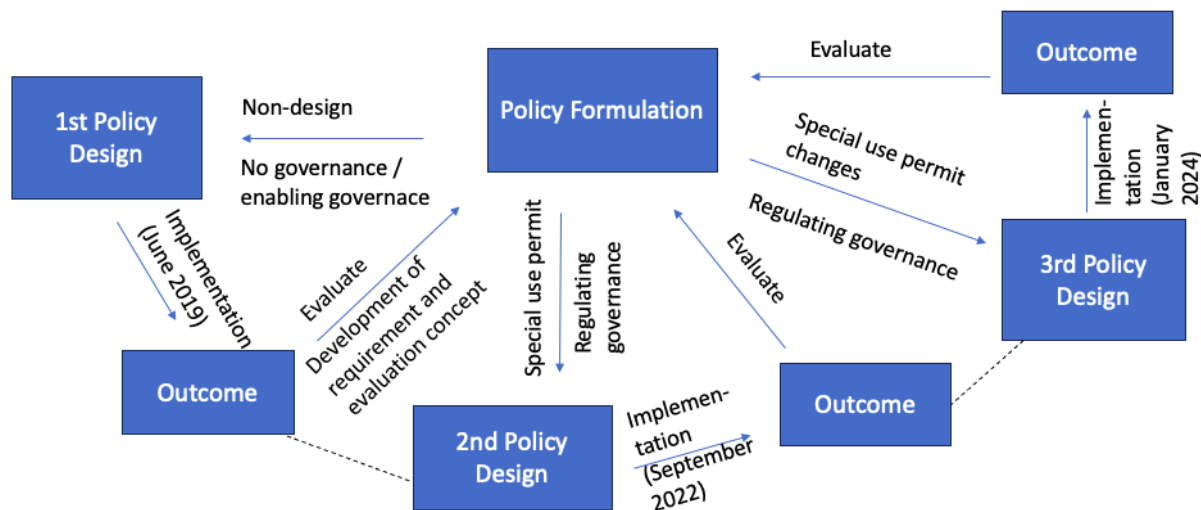 Evaluate
Outcome
1st Policy
Design
Non-design
Policy Formulation
No governance /
enabling governace
Special use permit
changes
Regulating governance
Implemen-
tation
(January
2024)
3rd Policy
Design
Implementation
(June 2019)
Evaluate
Development of
requirement and
evaluation concept
Special use permit
Regulating
governance
Evaluate
Outcome
2nd Policy
Design
Implemen-
tation
(September
2022)
Outcome